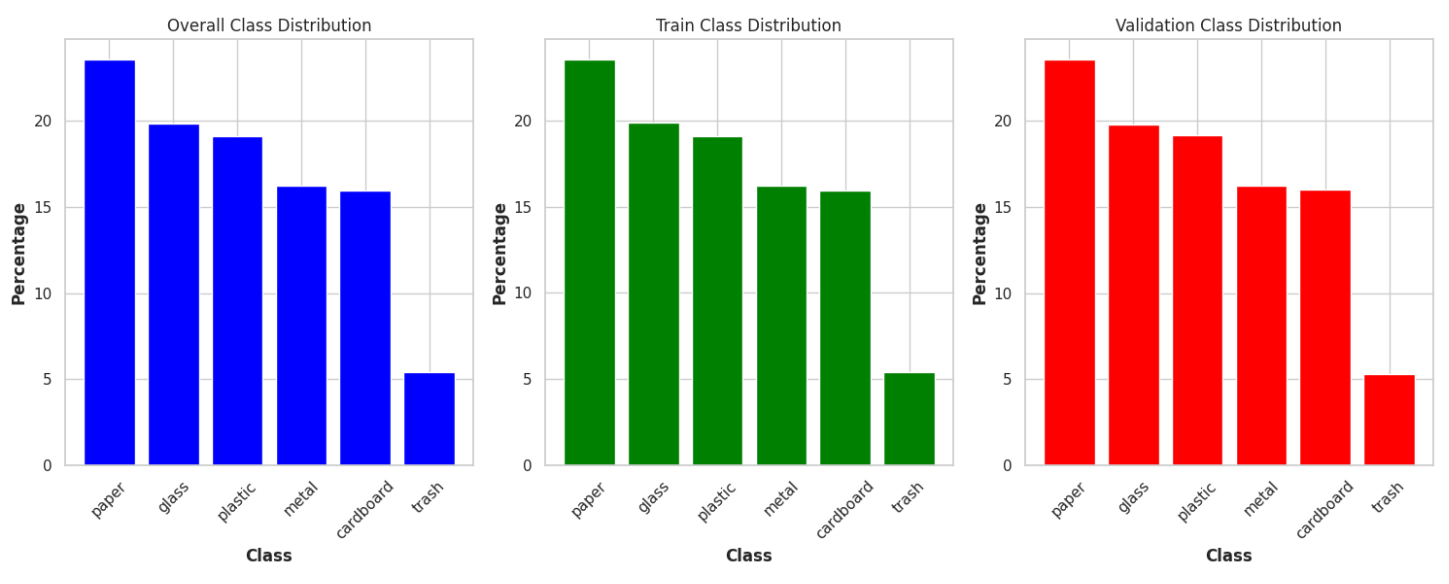 Overall Class Distribution
Percentage
20
15
10
5
0
paper
glass
plastic
metal
cardboard
trash
Class
Train Class Distribution
Percentage
20
15
10
5
0
paper
glass
plastic
metal
cardboard
trash
Class
Validation Class Distribution
Percentage
20
15
10
5
0
paper
glass
plastic
metal
cardboard
trash
Class